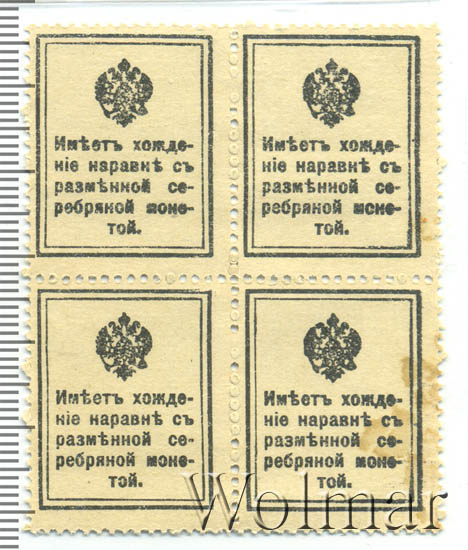 Имѣетъ хожде-
ніе наравнѣ съ
размѣнной се-
ребряной моне-
той.
Имѣетъ хожде-
ніе наравнѣ съ
размѣнной се-
ребряной монетой.
Имѣетъ хожде-
ніе наравнѣ съ
размѣнной се-
ребряной моне-
той.
Имѣетъ хожде-
ніе наравнѣ съ
размѣнной се-
ребряной моне-
той.
Wolmar